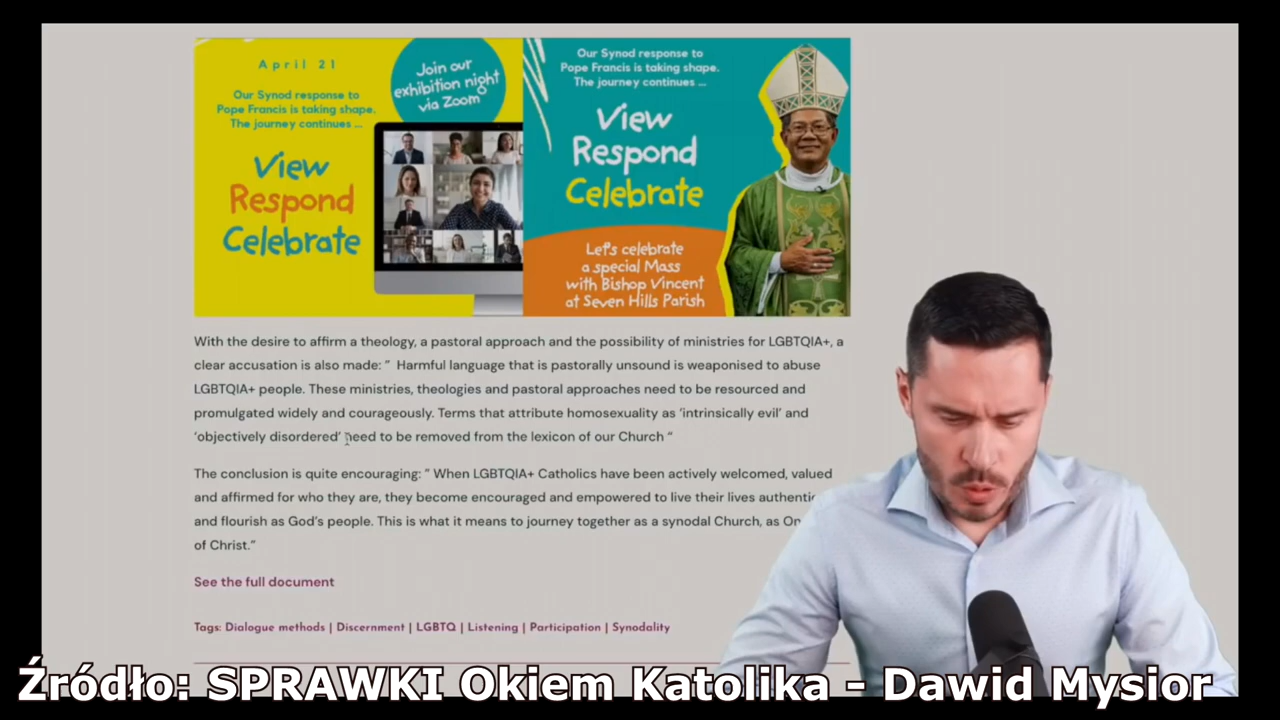 April 21
Our Synod response to
Pope Francis is taking shape.
The journey continues ...
View
Respond
Celebrate
Join our
exhibition night
via Zoom
Our Synod response to
Pope Francis is taking shape.
The journey continues ...
View
Respond
Celebrate
Let's celebrate
a special Mass
with Bishop Vincent
at Seven Hills Parish
With the desire to affirm a theology, a pastoral approach and the possibility of ministries for LGBTQIA+, a
clear accusation is also made: " Harmful language that is pastorally unsound is weaponised to abuse
LGBTQIA+ people. These ministries, theologies and pastoral approaches need to be resourced and
promulgated widely and courageously. Terms that attribute homosexuality as 'intrinsically evil' and
'objectively disordered' need to be removed from the lexicon of our Church "
The conclusion is quite encouraging: " When LGBTQIA+ Catholics have been actively welcomed, valued
and affirmed for who they are, they become encouraged and empowered to live their lives
and flourish as God's people. This is what it means to journey together as a synodal Church, as
of Christ."
See the full document
Tags: Dialogue methods | Discernment | LGBTQ | Listening | Participation | Synodality
Źródło: SPRAWKI Okiem Katolika - Dawid Mysior